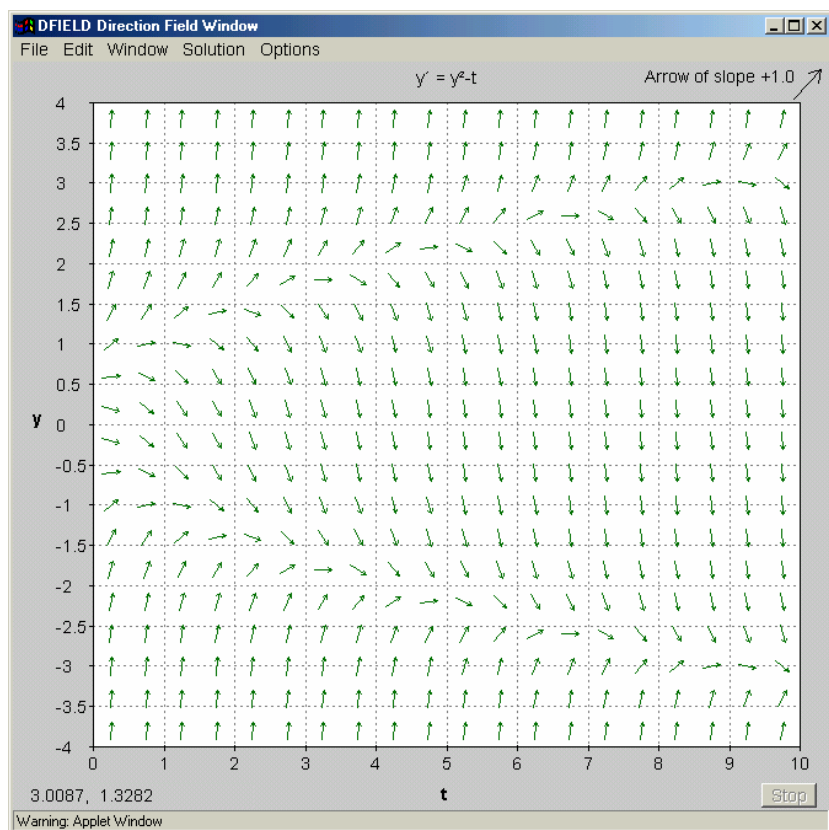 DFIELD Direction Field Window
File Edit Window Solution Options
y´ = y²-t
Arrow of slope +1.0
4
3.5
3
2.5
2
1.5
1
0.5
0
-0.5
-1
-1.5
-2
-2.5
-3
-3.5
-4
y
0 1 2 3 4 5 6 7 8 9 10
t
3.0087, 1.3282
Stop
Warning: Applet Window